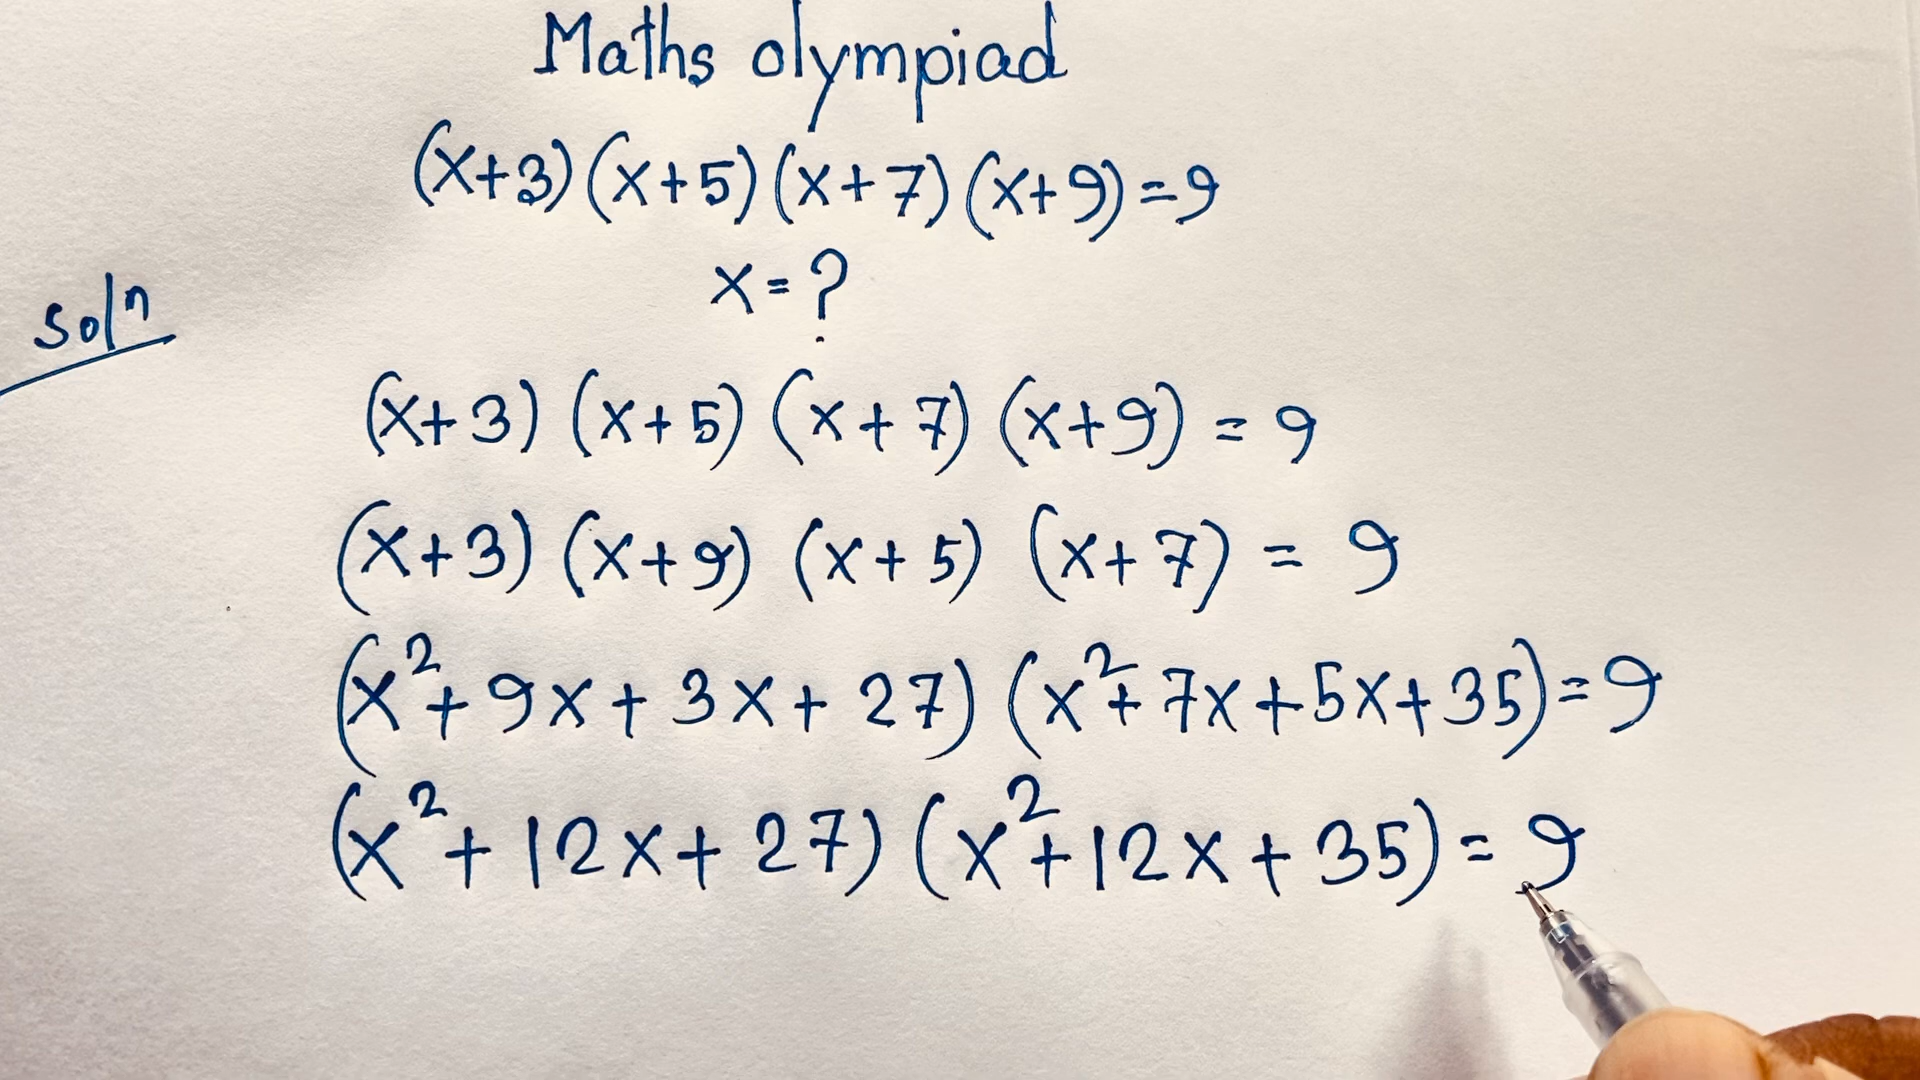 Maths olympiad
(x+3)(x+5)(x+7)(x+9)=9
x=?
Solⁿ
(x+3) (x+5) (x+7) (x+9) = 9
(x+3) (x+9) (x+5) (x+7) = 9
(x²+9x+3x+27) (x²+7x+5x+35)=9
(x²+12x+27) (x²+12x+35)=9